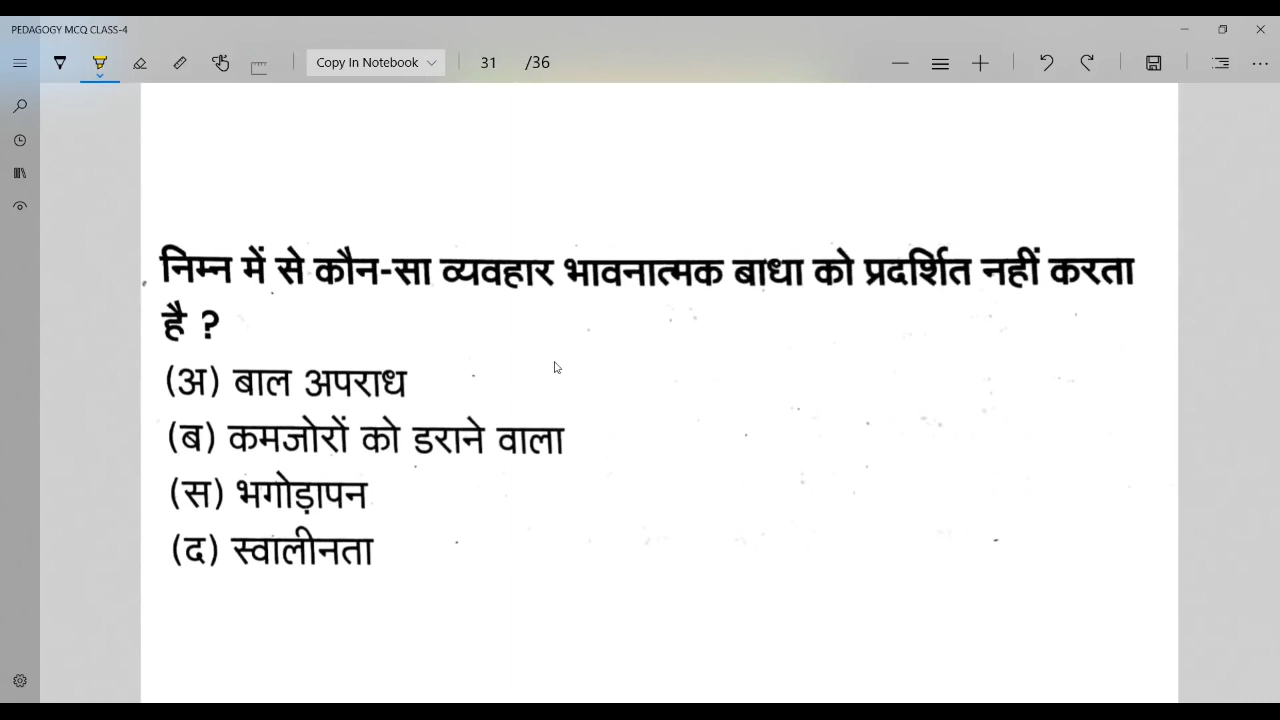 PEDAGOGY MCQ CLASS-4
Copy In Notebook 31 /36
निम्न में से कौन-सा व्यवहार भावनात्मक बाधा को प्रदर्शित नहीं करता
है ?
(अ) बाल अपराध
(ब) कमजोरों को डराने वाला
(स) भगोड़ापन
(द) स्वालीनता